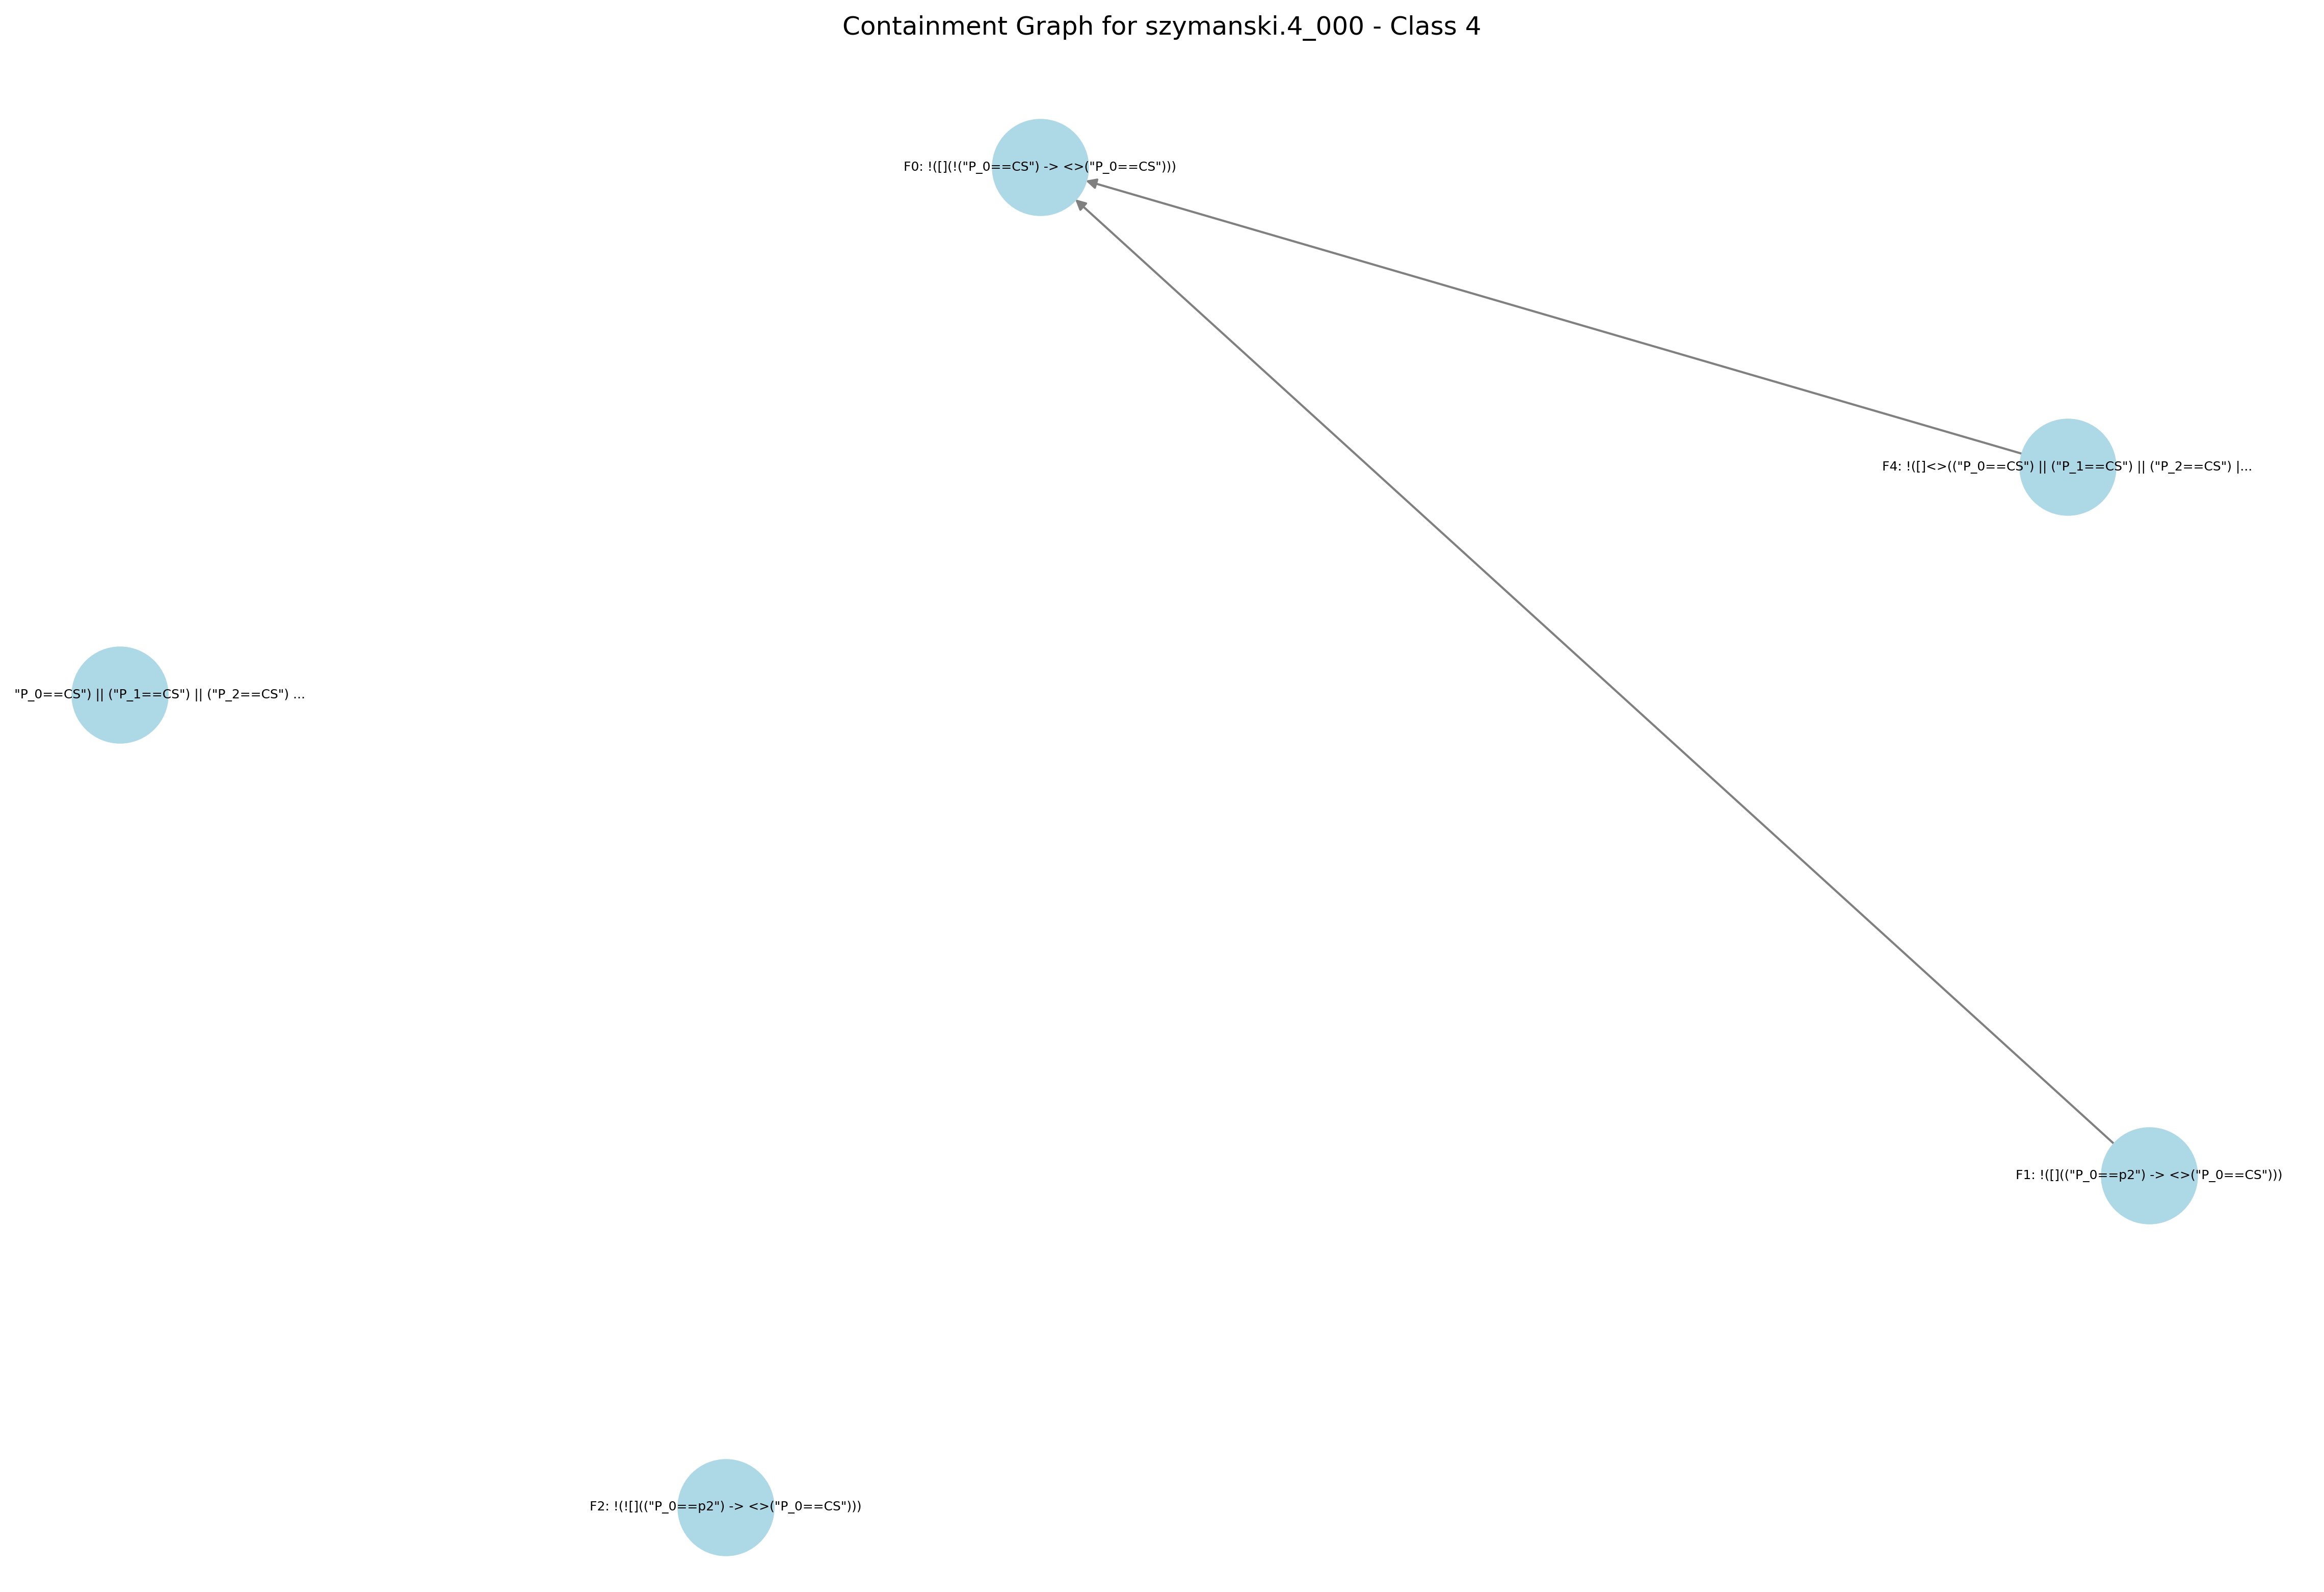 Containment Graph for szymanski.4_000 - Class 4
F0: !([](!("P_0==CS") -> <>("P_0==CS")))
F4: !([]<>(("P_0==CS") || ("P_1==CS") || ("P_2==CS") |...
"P_0==CS") || ("P_1==CS") || ("P_2==CS") ...
F1: !([](("P_0==p2") -> <>("P_0==CS")))
F2: !(![](("P_0==p2") -> <>("P_0==CS")))